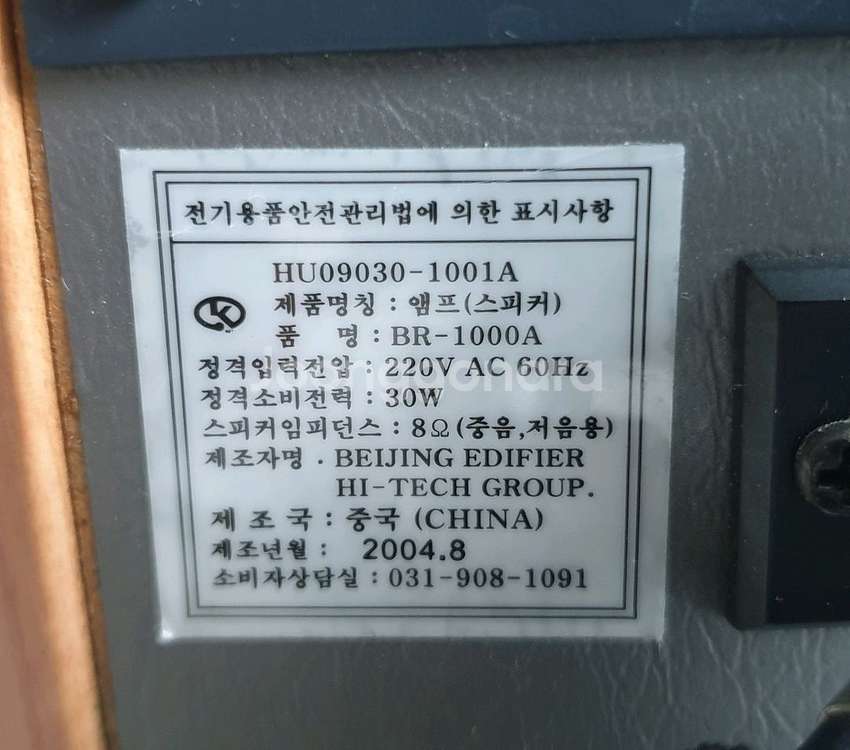 전기용품안전관리법에 의한 표시사항
HU09030-1001A
제품명칭 : 앰프(스피커)
품 명 : BR-1000A
정격입력전압 : 220V AC 60Hz
정격소비전력 : 30W
스피커임피던스 : 8Ω (중음,저음용)
제조자명 . BEIJING EDIFIER
HI-TECH GROUP.
제 조 국 : 중국 (CHINA)
제조년월 : 2004.8
소비자상담실 : 031-908-1091